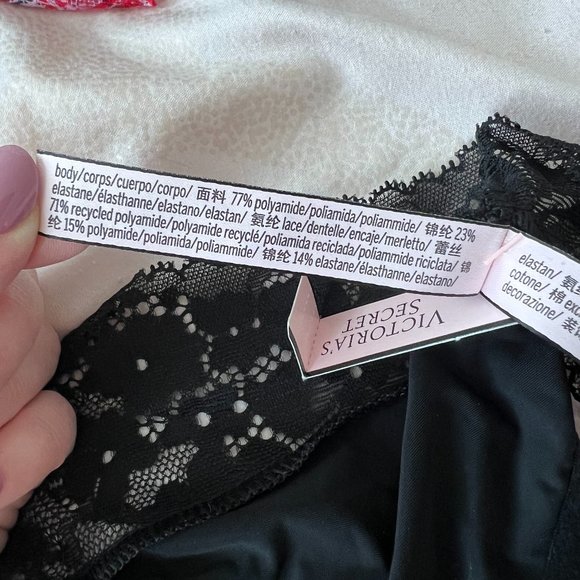 body/corps/cuerpo/corpo/ 面料 77% polyamide/poliamida/poliammide/ 锦纶 23%
elastane/élasthanne/elastano/elastan/ 氨纶 lace/dentelle/encaje/merletto/ 蕾丝
71% recycled polyamide/polyamide recyclé/poliamida reciclada/poliammide riciclata/ 锦
纶 15% polyamide/poliamida/poliammide/ 锦纶 14% elastane/élasthanne/elastano/
elastan/ 氨
cotone/ 棉
decorazione/
VICTORIA'S
SECRET